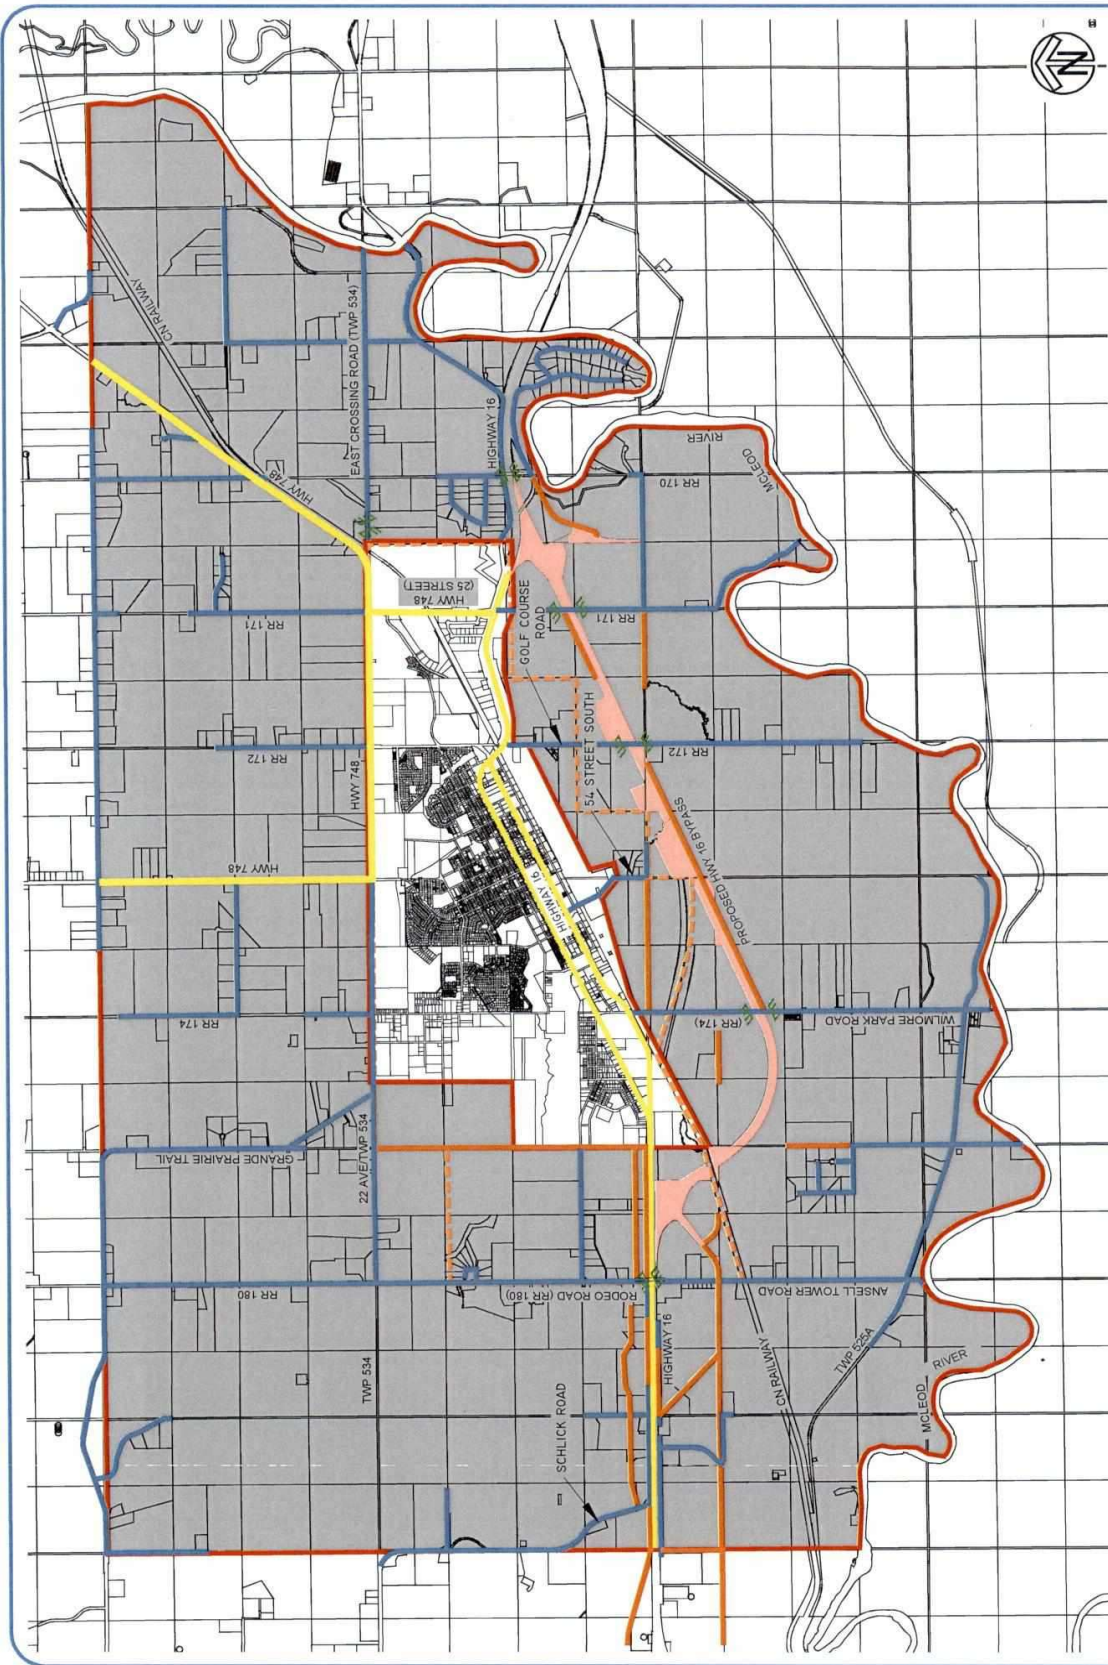 N
CN RAILWAY
EAST CROSSING ROAD (TWP 534)
HIGHWAY 16
HWY 748
RIVER
MCLEOD
RR 170
HWY 748
(25 STREET)
GOLF COURSE
ROAD
RR 171
RR 171
54 STREET SOUTH
RR 172
HWY 748
RR 172
HWY 748
HIGHWAY 16
PROPOSED HWY 16 BYPASS
RR 174
(RR 174)
WILMORE PARK ROAD
GRANDE PRAIRIE TRAIL
22 AVE/TWP 534
RR 180
RODEO ROAD (RR 180)
ANSELL TOWER ROAD
TWP 534
SCHLICK ROAD
HIGHWAY 16
CN RAILWAY
TWP 525A
MCLEOD
RIVER